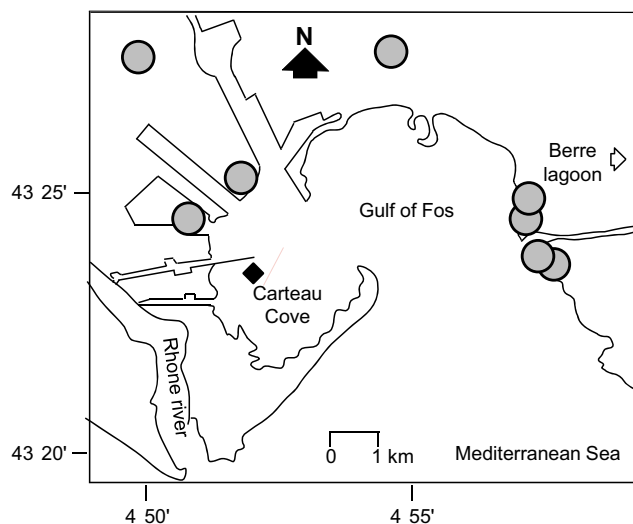 N
Berre
lagoon
43 25'
Gulf of Fos
Carteau
Cove
Rhone river
0 1 km
43 20'
Mediterranean Sea
4 50'
4 55'